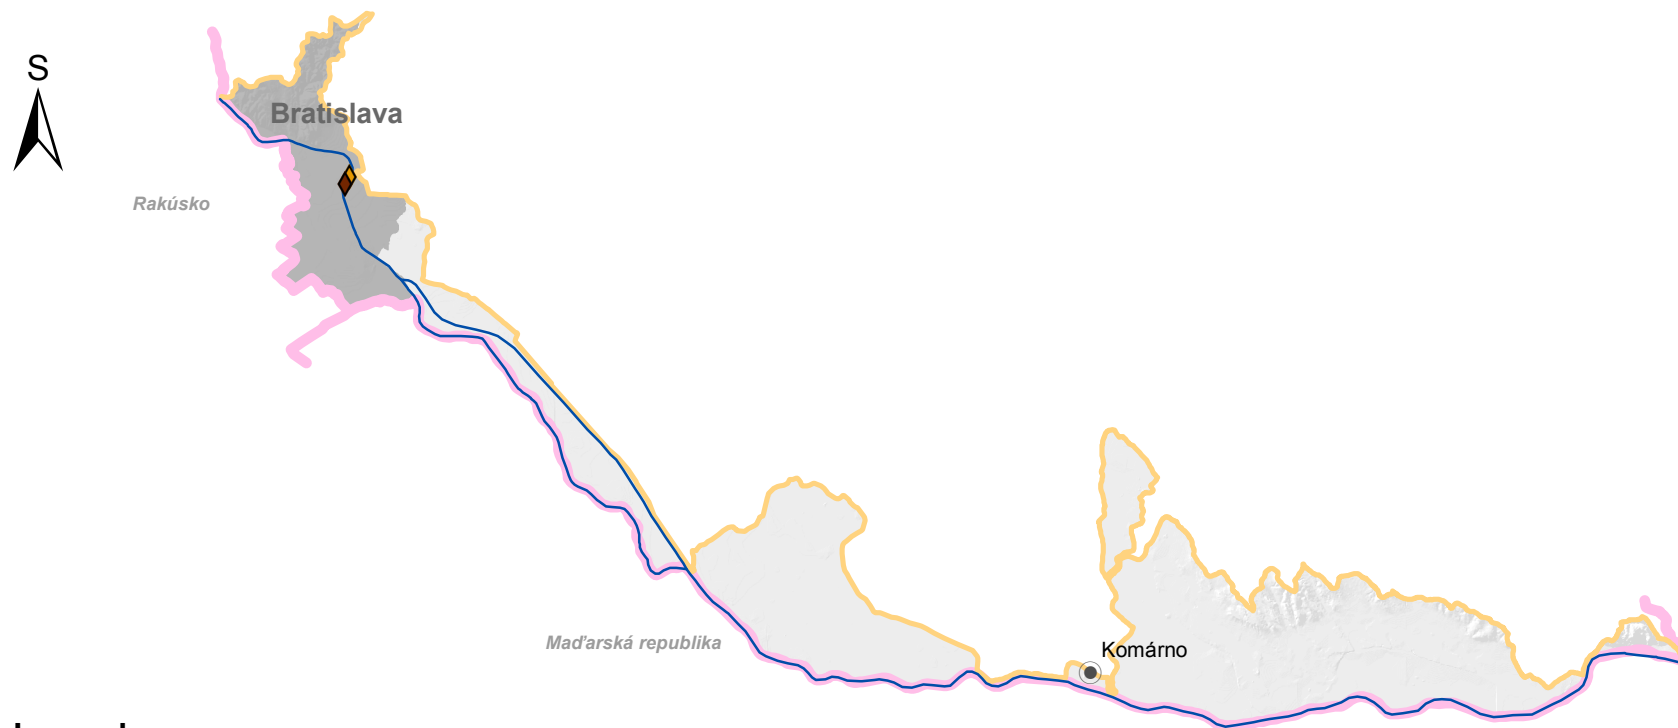 S
Bratislava
Rakúsko
Maďarská republika
Komárno